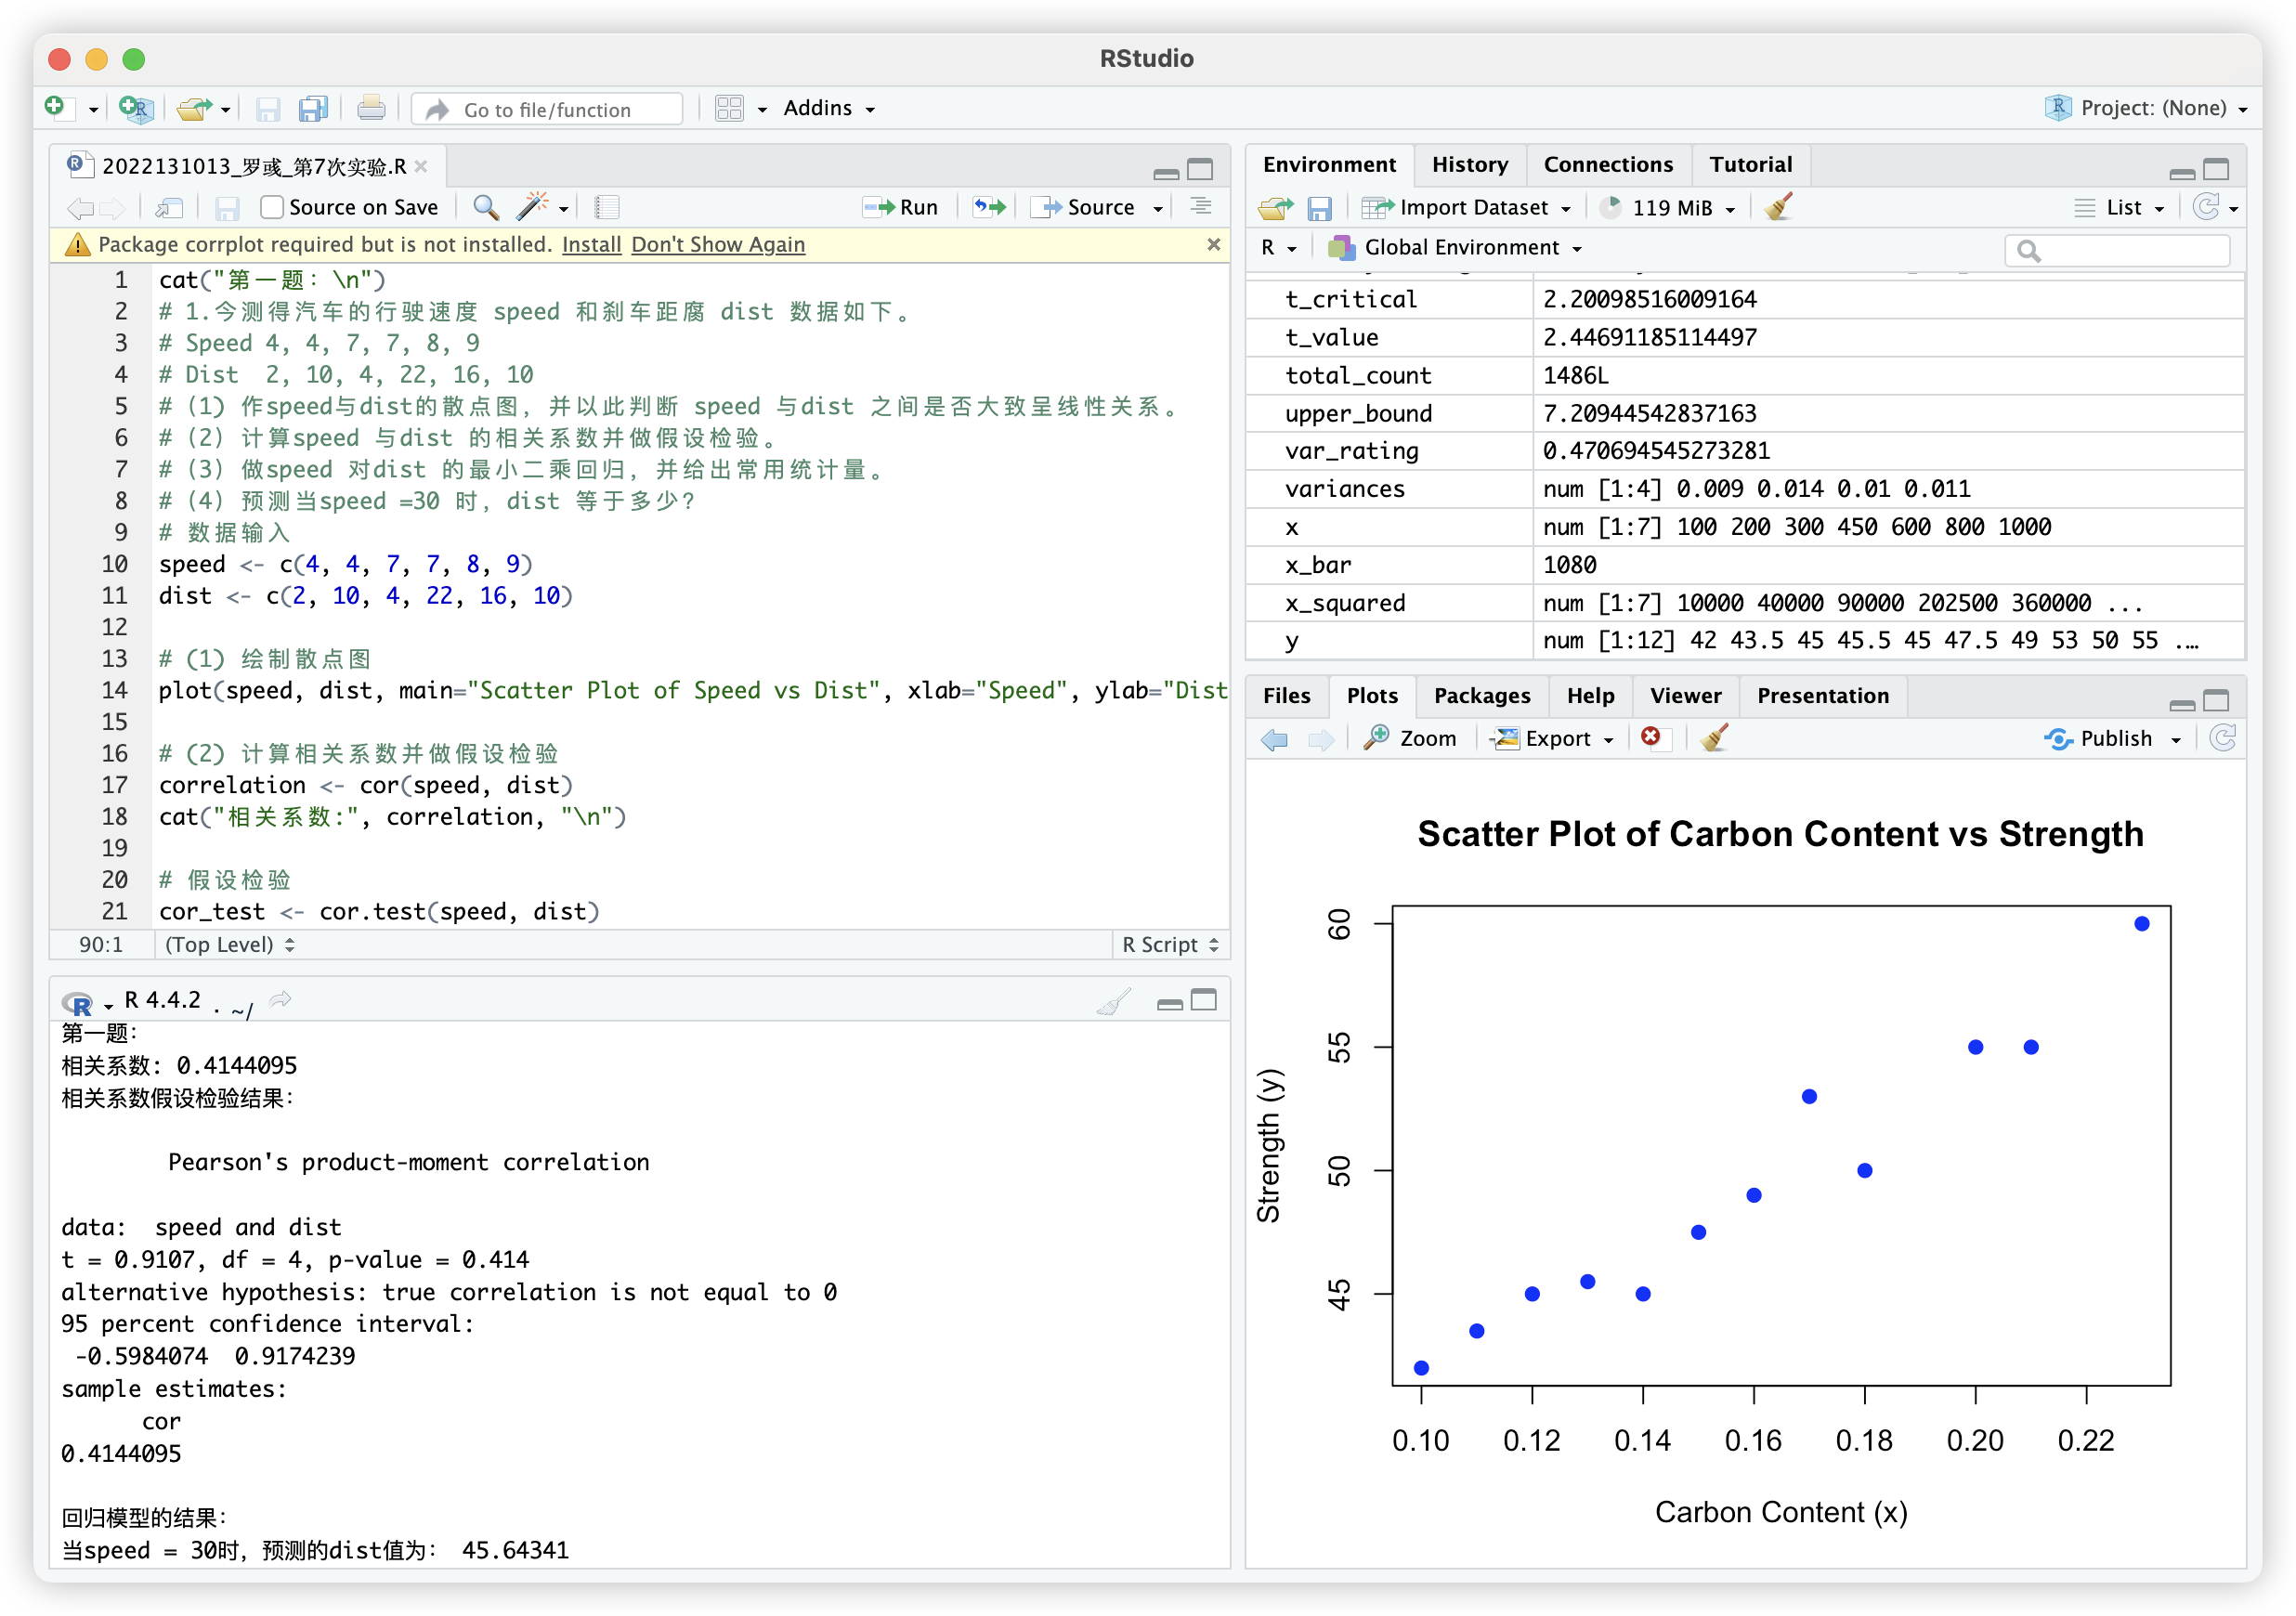 RStudio
Go to file/function
Addins
Project: (None)
2022131013_罗彧_第7次实验.R
Source on Save
Run
Source
Package corrplot required but is not installed. Install Don't Show Again
1 cat("第一题：\n")
2 # 1.今测得汽车的行驶速度 speed 和刹车距腐 dist 数据如下。
3 # Speed 4, 4, 7, 7, 8, 9
4 # Dist  2, 10, 4, 22, 16, 10
5 # (1) 作speed与dist的散点图，并以此判断 speed 与dist 之间是否大致呈线性关系。
6 # (2) 计算speed 与dist 的相关系数并做假设检验。
7 # (3) 做speed 对dist 的最小二乘回归，并给出常用统计量。
8 # (4) 预测当speed =30 时，dist 等于多少?
9 # 数据输入
10 speed <- c(4, 4, 7, 7, 8, 9)
11 dist <- c(2, 10, 4, 22, 16, 10)
12
13 # (1) 绘制散点图
14 plot(speed, dist, main="Scatter Plot of Speed vs Dist", xlab="Speed", ylab="Dist
15
16 # (2) 计算相关系数并做假设检验
17 correlation <- cor(speed, dist)
18 cat("相关系数:", correlation, "\n")
19
20 # 假设检验
21 cor_test <- cor.test(speed, dist)
90:1 (Top Level) R Script
R 4.4.2 . ~/
第一题：
相关系数: 0.4144095
相关系数假设检验结果：
Pearson's product-moment correlation
data:  speed and dist
t = 0.9107, df = 4, p-value = 0.414
alternative hypothesis: true correlation is not equal to 0
95 percent confidence interval:
-0.5984074  0.9174239
sample estimates:
cor
0.4144095
回归模型的结果：
当speed = 30时，预测的dist值为： 45.64341
Environment History Connections Tutorial
Import Dataset 119 MiB List
R Global Environment
t_critical 2.20098516009164
t_value 2.44691185114497
total_count 1486L
upper_bound 7.20944542837163
var_rating 0.470694545273281
variances num [1:4] 0.009 0.014 0.01 0.011
x num [1:7] 100 200 300 450 600 800 1000
x_bar 1080
x_squared num [1:7] 10000 40000 90000 202500 360000 ...
y num [1:12] 42 43.5 45 45.5 45 47.5 49 53 50 55 ...
Files Plots Packages Help Viewer Presentation
Zoom Export Publish
Scatter Plot of Carbon Content vs Strength
60
55
50
45
Strength (y)
0.10 0.12 0.14 0.16 0.18 0.20 0.22
Carbon Content (x)